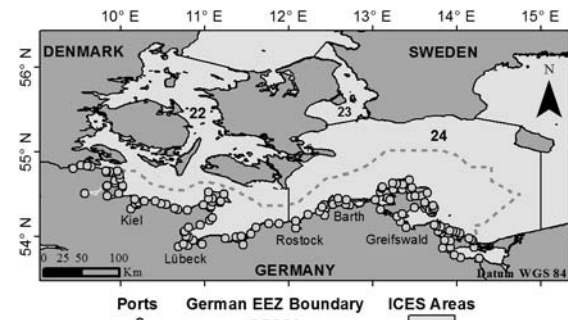 10°E 11°E 12°E 13°E 14°E 15°E
DENMARK SWEDEN
56°N
N
22
23
24
55°N
Kiel
Barth
Rostock
Greifswald
54°N
Lübeck
0 25 50 100
Km
GERMANY
Datum WGS 84
Ports German EEZ Boundary ICES Areas